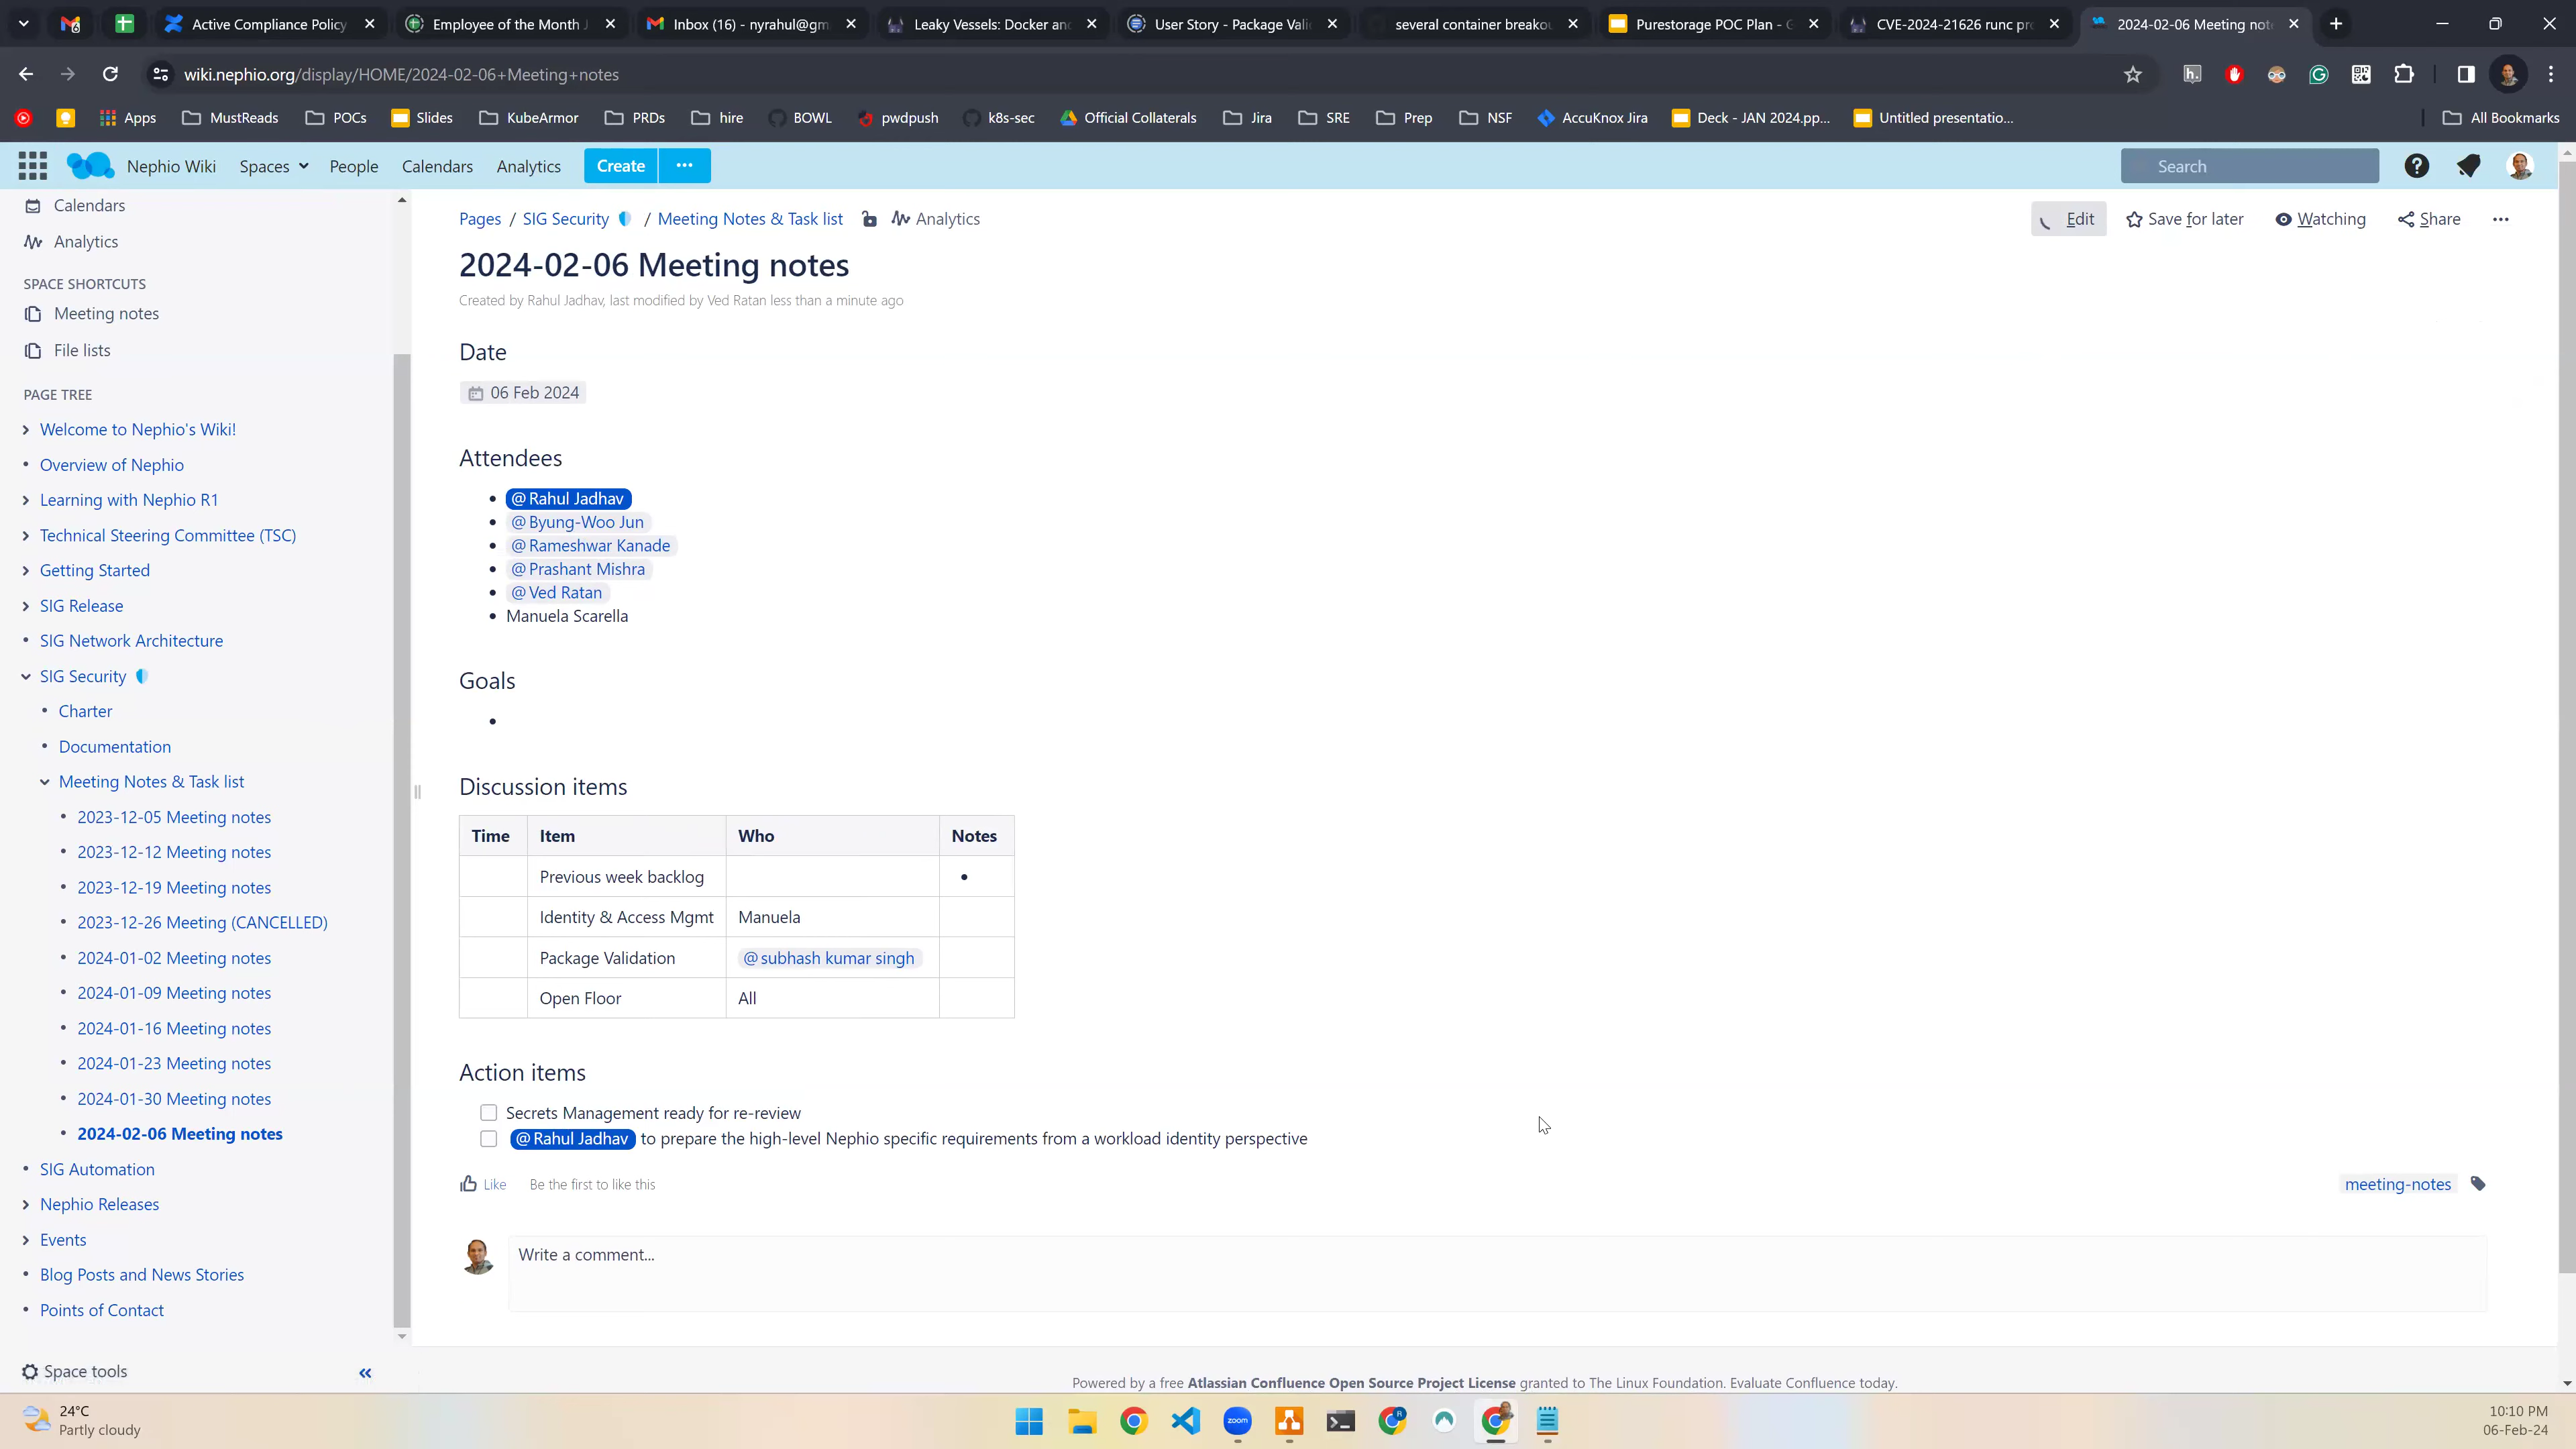 Active Compliance Policy
Employee of the Month J
Inbox (16) - nyrahul@gm
Leaky Vessels: Docker and
User Story - Package Vali
several container breakou
Purestorage POC Plan - G
CVE-2024-21626 runc pr
2024-02-06 Meeting note
wiki.nephio.org/display/HOME/2024-02-06+Meeting+notes
Apps
MustReads
POCs
Slides
KubeArmor
PRDs
hire
BOWL
pwdpush
k8s-sec
Official Collaterals
Jira
SRE
Prep
NSF
AccuKnox Jira
Deck - JAN 2024.pp...
Untitled presentatio...
All Bookmarks
Nephio Wiki
Spaces
People
Calendars
Analytics
Create
Search
Calendars
Analytics
SPACE SHORTCUTS
Meeting notes
File lists
PAGE TREE
Welcome to Nephio's Wiki!
Overview of Nephio
Learning with Nephio R1
Technical Steering Committee (TSC)
Getting Started
SIG Release
SIG Network Architecture
SIG Security
Charter
Documentation
Meeting Notes & Task list
2023-12-05 Meeting notes
2023-12-12 Meeting notes
2023-12-19 Meeting notes
2023-12-26 Meeting (CANCELLED)
2024-01-02 Meeting notes
2024-01-09 Meeting notes
2024-01-16 Meeting notes
2024-01-23 Meeting notes
2024-01-30 Meeting notes
2024-02-06 Meeting notes
SIG Automation
Nephio Releases
Events
Blog Posts and News Stories
Points of Contact
Space tools
Pages / SIG Security / Meeting Notes & Task list
Analytics
Edit
Save for later
Watching
Share
2024-02-06 Meeting notes
Created by Rahul Jadhav, last modified by Ved Ratan less than a minute ago
Date
06 Feb 2024
Attendees
@Rahul Jadhav
@Byung-Woo Jun
@Rameshwar Kanade
@Prashant Mishra
@Ved Ratan
Manuela Scarella
Goals
Discussion items
Time Item Who Notes
Previous week backlog
Identity & Access Mgmt Manuela
Package Validation @subhash kumar singh
Open Floor All
Action items
Secrets Management ready for re-review
@Rahul Jadhav to prepare the high-level Nephio specific requirements from a workload identity perspective
Like
Be the first to like this
meeting-notes
Write a comment...
Powered by a free Atlassian Confluence Open Source Project License granted to The Linux Foundation. Evaluate Confluence today.
24°C
Partly cloudy
zoom
10:10 PM
06-Feb-24